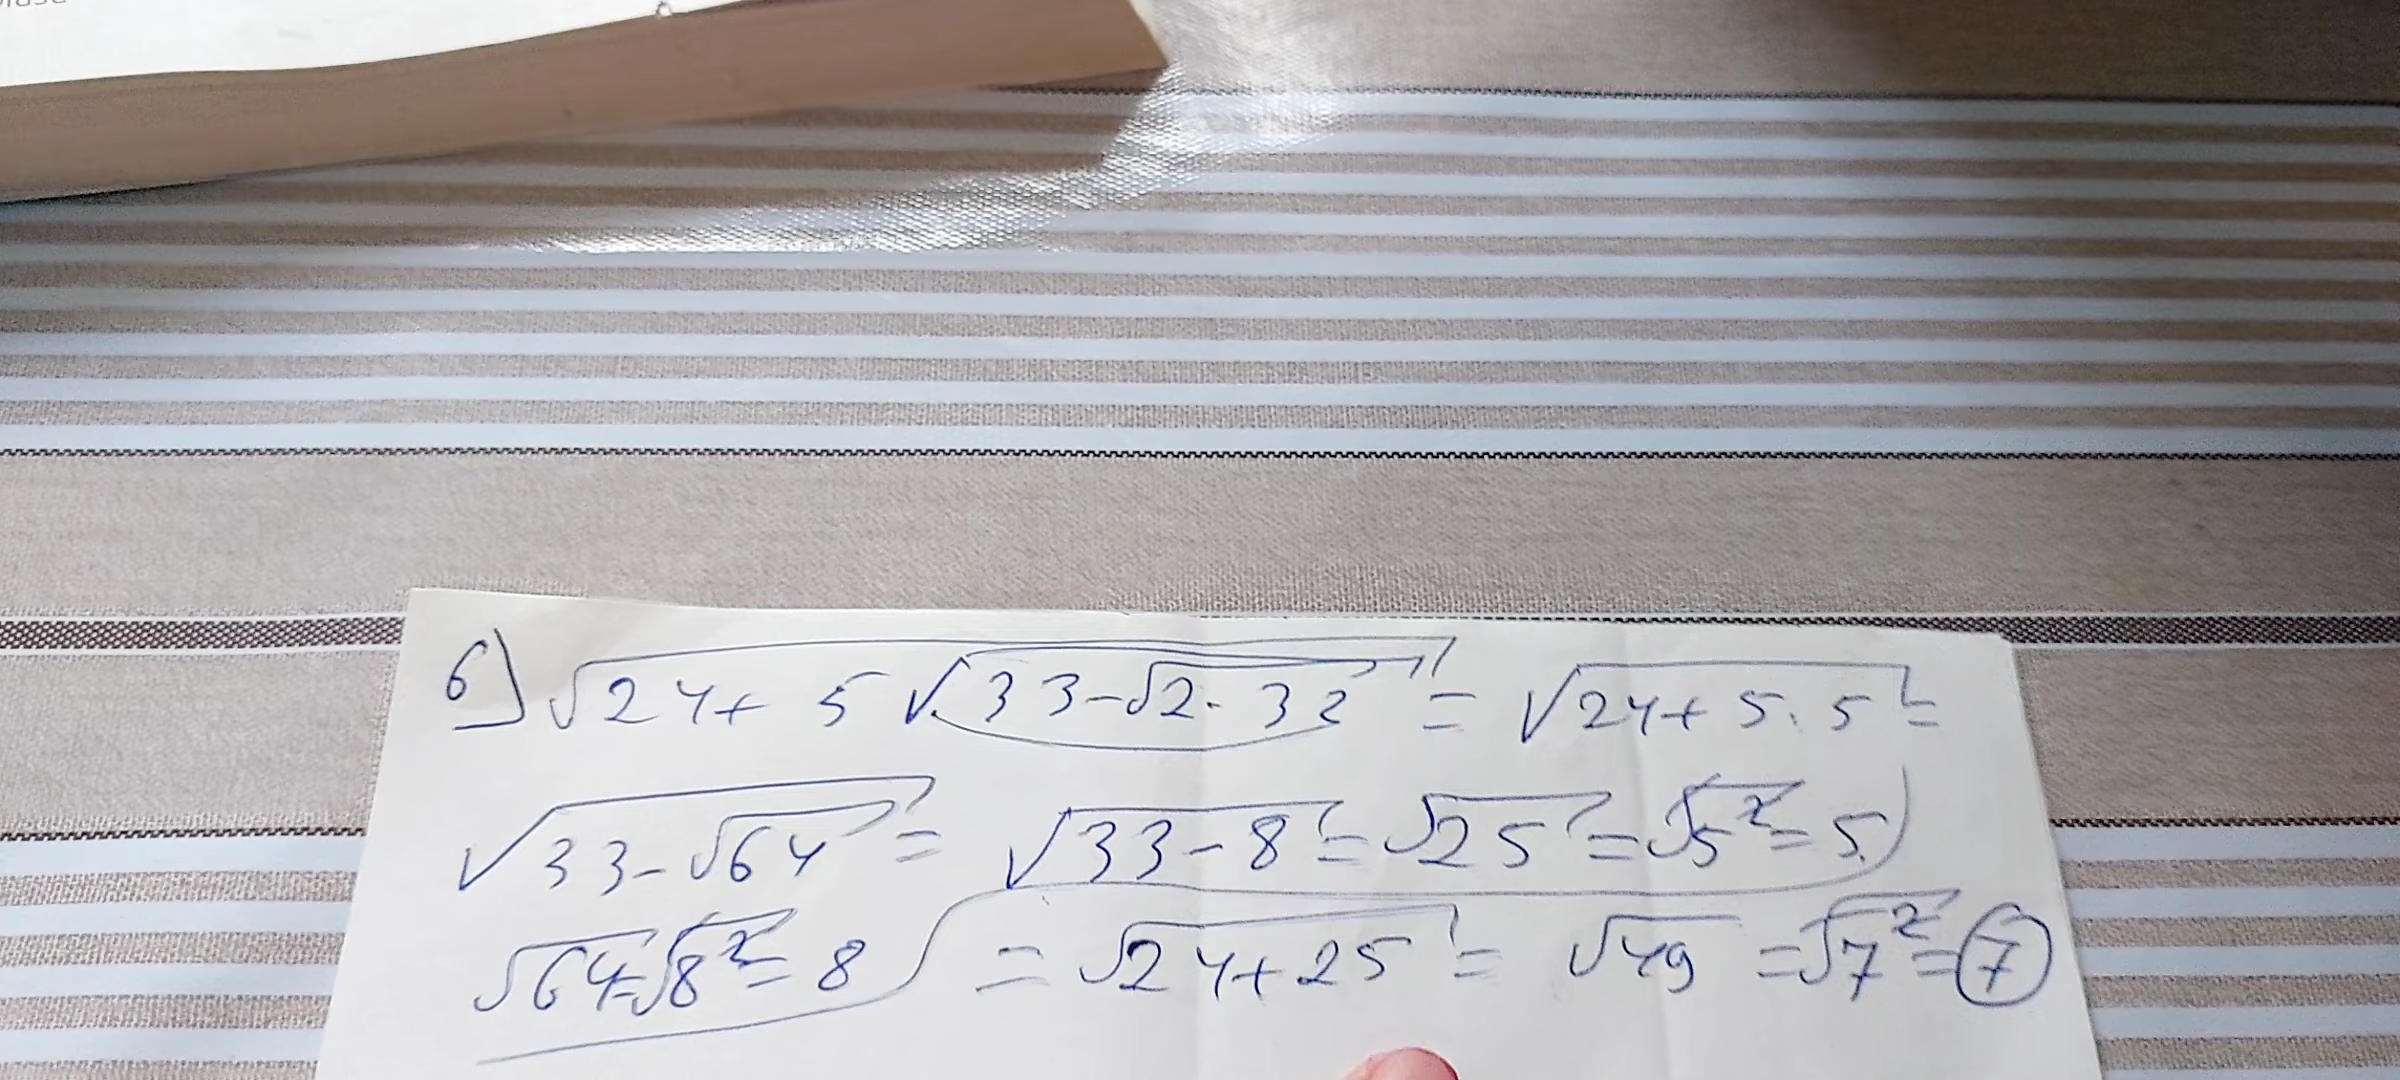 6) √(24+5√(33-√(2·32))) = √(24+5·5) =
√(33-√64) = √(33-8) = √25 = √5² = 5.
√64=√8²=8 = √(24+25) = √49 = √7² = 7